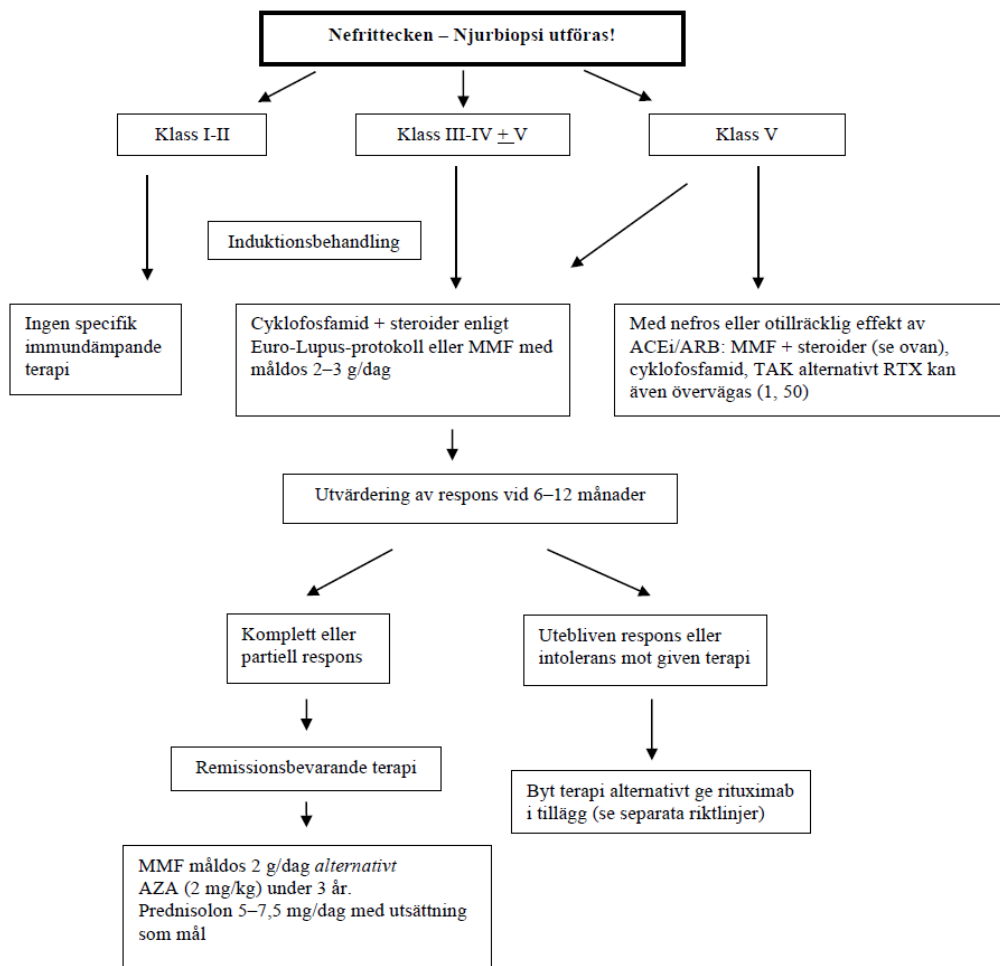 Nefrittecken – Njurbiopsi utföras!
Klass I-II
Klass III-IV + V
Klass V
Induktionsbehandling
Ingen specifik
immundämpande
terapi
Cyklofosfamid + steroider enligt
Euro-Lupus-protokoll eller MMF med
måldos 2–3 g/dag
Med nefros eller otillräcklig effekt av
ACEi/ARB: MMF + steroider (se ovan),
cyklofosfamid, TAK alternativt RTX kan
även övervägas (1, 50)
Utvärdering av respons vid 6–12 månader
Komplett eller
partiell respons
Utebliven respons eller
intolerans mot given terapi
Remissionsbevarande terapi
Byt terapi alternativt ge rituximab
i tillägg (se separata riktlinjer)
MMF måldos 2 g/dag alternativt
AZA (2 mg/kg) under 3 år.
Prednisolon 5–7,5 mg/dag med utsättning
som mål